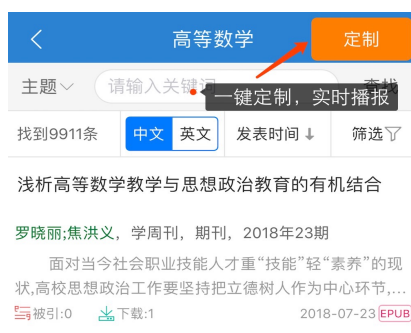 高等数学 定制
主题 请输入关键词 查找
一键定制，实时播报
找到9911条 中文 英文 发表时间 筛选
浅析高等数学教学与思想政治教育的有机结合
罗晓丽;焦洪义，学周刊，期刊，2018年23期
面对当今社会职业技能人才重“技能”轻“素养”的现
状,高校思想政治工作要坚持把立德树人作为中心环节,...
被引:0 下载:1 2018-07-23 EPUB